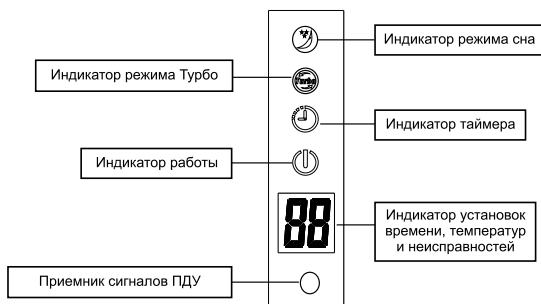 Индикатор режима сна
Индикатор режима Турбо
Turbo
Индикатор таймера
Индикатор работы
88
Индикатор установок
времени, температур
и неисправностей
Приемник сигналов ПДУ